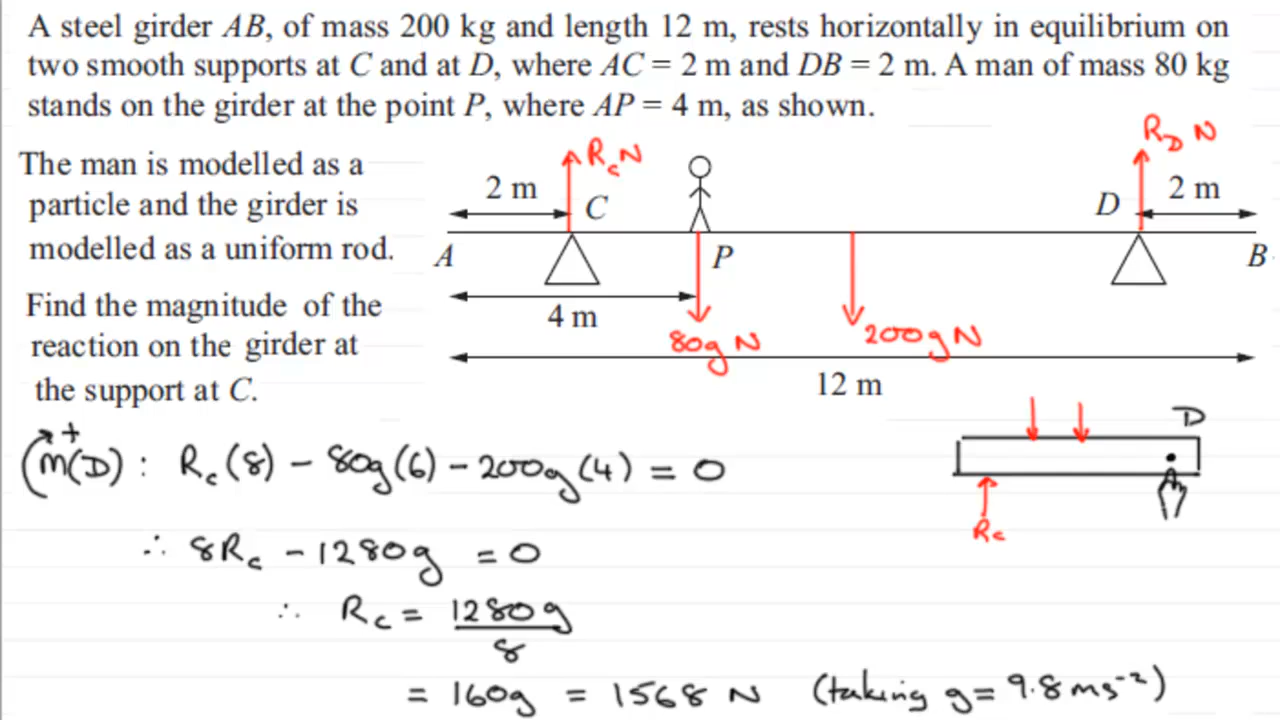 A steel girder AB, of mass 200 kg and length 12 m, rests horizontally in equilibrium on
two smooth supports at C and at D, where AC = 2 m and DB = 2 m. A man of mass 80 kg
stands on the girder at the point P, where AP = 4 m, as shown.
The man is modelled as a
particle and the girder is
modelled as a uniform rod.
Find the magnitude of the
reaction on the girder at
the support at C.
R_C N
R_D N
2 m
C
D
2 m
A
P
B
4 m
80g N
200g N
12 m
D
R_C
+
M(D) : R_C(8) − 80g(6) − 200g(4) = 0
∴ 8R_C − 1280g = 0
∴ R_C = 1280g
8
= 160g = 1568 N (taking g = 9.8 ms⁻²)